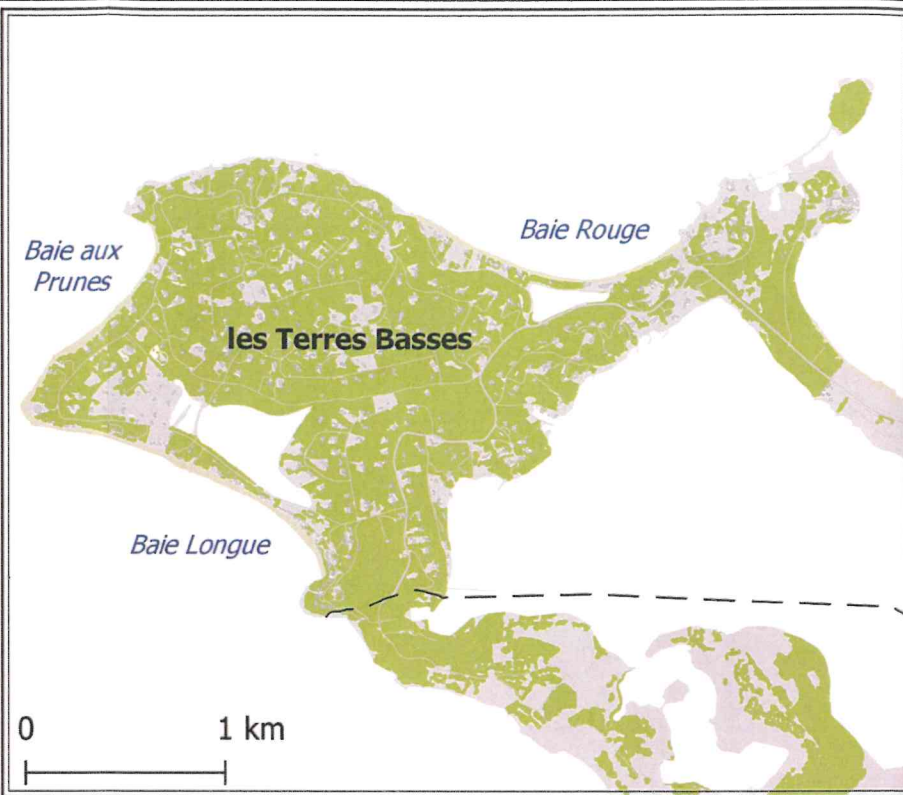 Baie Rouge
Baie aux
Prunes
les Terres Basses
Baie Longue
0 1 km